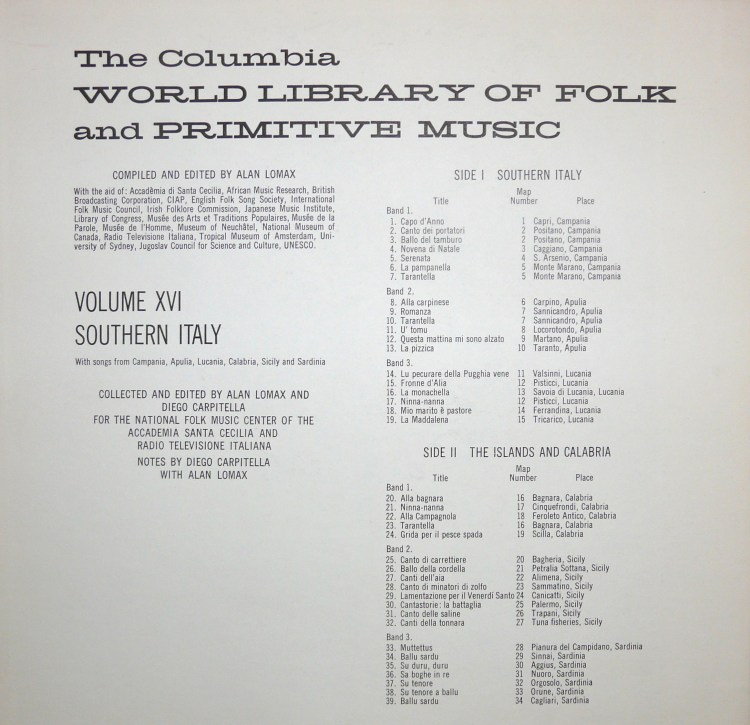 The Columbia
WORLD LIBRARY OF FOLK
and PRIMITIVE MUSIC
COMPILED AND EDITED BY ALAN LOMAX
With the aid of: Accadèmia di Santa Cecilia, African Music Research, British
Broadcasting Corporation, CIAP, English Folk Song Society, International
Folk Music Council, Irish Folklore Commission, Japanese Music Institute,
Library of Congress, Musée des Arts et Traditions Populaires, Musée de la
Parole, Musée de l'Homme, Museum of Neuchâtel, National Museum of
Canada, Radio Televisione Italiana, Tropical Museum of Amsterdam, Uni-
versity of Sydney, Jugoslav Council for Science and Culture, UNESCO.
VOLUME XVI
SOUTHERN ITALY
With songs from Campania, Apulia, Lucania, Calabria, Sicily and Sardinia
COLLECTED AND EDITED BY ALAN LOMAX AND
DIEGO CARPITELLA
FOR THE NATIONAL FOLK MUSIC CENTER OF THE
ACCADEMIA SANTA CECILIA AND
RADIO TELEVISIONE ITALIANA
NOTES BY DIEGO CARPITELLA
WITH ALAN LOMAX
SIDE I SOUTHERN ITALY
Map
Title Number Place
Band 1.
1. Capo d'Anno 1 Capri, Campania
2. Canto dei portatori 2 Positano, Campania
3. Ballo del tamburo 2 Positano, Campania
4. Novena di Natale 3 Caggiano, Campania
5. Serenata 4 S. Arsenio, Campania
6. La pampanella 5 Monte Marano, Campania
7. Tarantella 5 Monte Marano, Campania
Band 2.
8. Alla carpinese 6 Carpino, Apulia
9. Romanza 7 Sannicandro, Apulia
10. Tarantella 7 Sannicandro, Apulia
11. U' tomu 8 Locorotondo, Apulia
12. Questa mattina mi sono alzato 9 Martano, Apulia
13. La pizzica 10 Taranto, Apulia
Band 3.
14. Lu pecurare della Pugghia vene 11 Valsinni, Lucania
15. Fronne d'Alia 12 Pisticci, Lucania
16. La monachella 13 Savoia di Lucania, Lucania
17. Ninna-nanna 12 Pisticci, Lucania
18. Mio marito è pastore 14 Ferrandina, Lucania
19. La Maddalena 15 Tricarico, Lucania
SIDE II THE ISLANDS AND CALABRIA
Map
Title Number Place
Band 1.
20. Alla bagnara 16 Bagnara, Calabria
21. Ninna-nanna 17 Cinquefrondi, Calabria
22. Alla Campagnola 18 Feroleto Antico, Calabria
23. Tarantella 16 Bagnara, Calabria
24. Grida per il pesce spada 19 Scilla, Calabria
Band 2.
25. Canto di carrettiere 20 Bagheria, Sicily
26. Ballo della cordella 21 Petralia Sottana, Sicily
27. Canti dell'aia 22 Alimena, Sicily
28. Canto di minatori di zolfo 23 Sammatino, Sicily
29. Lamentazione per il Venerdì Santo 24 Canicatti, Sicily
30. Cantastorie: la battaglia 25 Palermo, Sicily
31. Canto delle saline 26 Trapani, Sicily
32. Canti della tonnara 27 Tuna fisheries, Sicily
Band 3.
33. Muttettus 28 Pianura del Campidano, Sardinia
34. Ballu sardu 29 Sinnai, Sardinia
35. Su duru, duru 30 Aggius, Sardinia
36. Sa boghe in re 31 Nuoro, Sardinia
37. Su tenore 32 Orgosolo, Sardinia
38. Su tenore a ballu 33 Orune, Sardinia
39. Ballu sardu 34 Cagliari, Sardinia